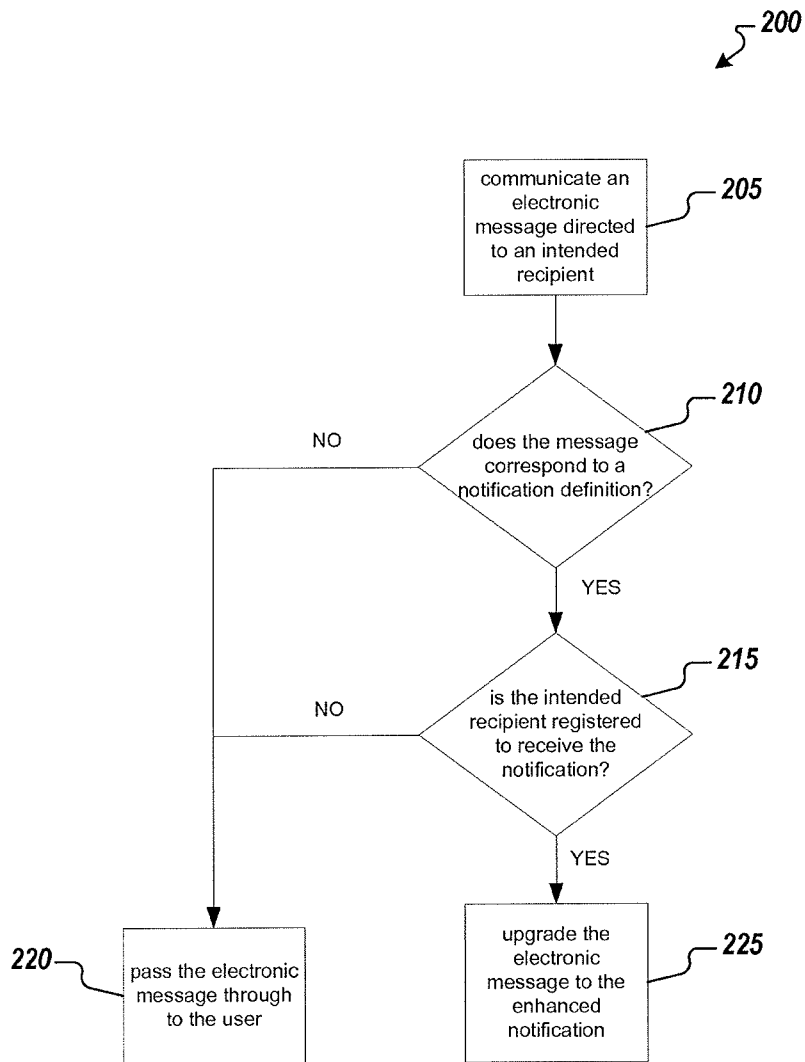 200
communicate an
electronic
message directed
to an intended
recipient
205
210
does the message
correspond to a
notification definition?
NO
YES
215
is the intended
recipient registered
to receive the
notification?
NO
YES
220
pass the electronic
message through
to the user
upgrade the
electronic
message to the
enhanced
notification
225